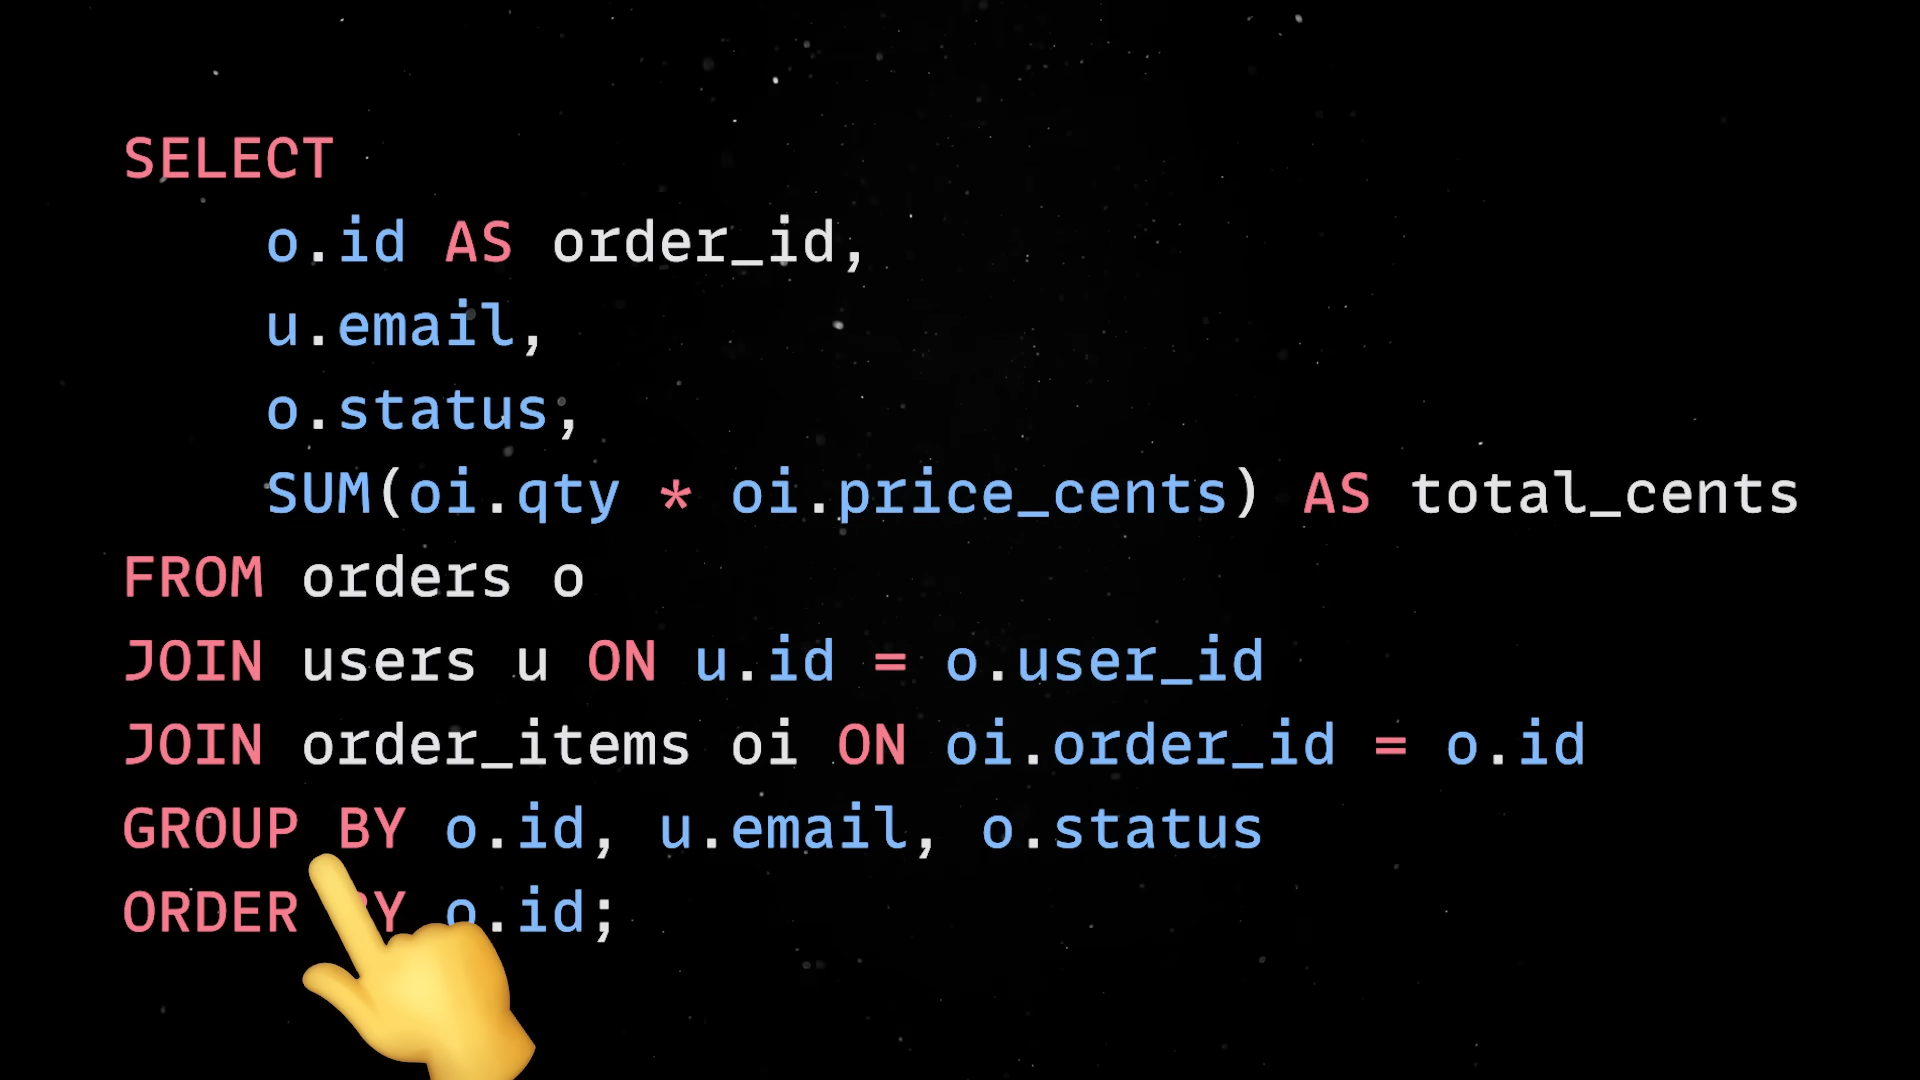 SELECT
    o.id AS order_id,
    u.email,
    o.status,
    SUM(oi.qty * oi.price_cents) AS total_cents
FROM orders o
JOIN users u ON u.id = o.user_id
JOIN order_items oi ON oi.order_id = o.id
GROUP BY o.id, u.email, o.status
ORDER BY o.id;